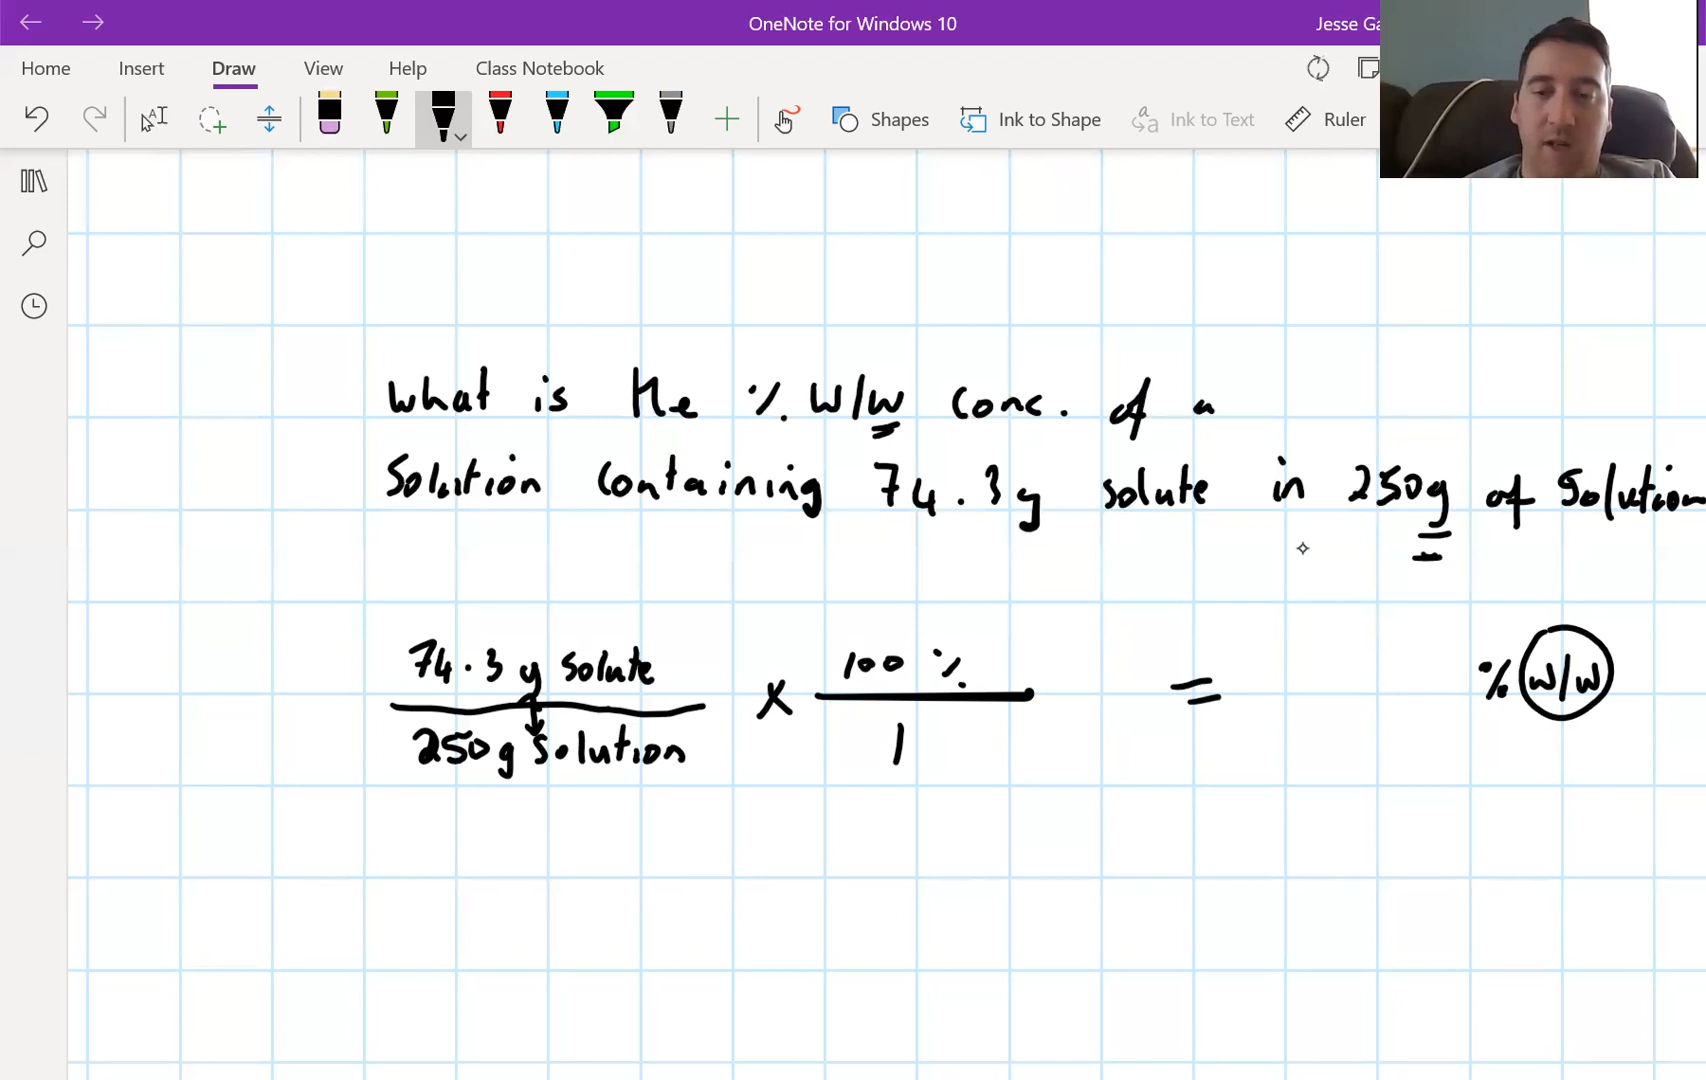 OneNote for Windows 10
Jesse Ga
Home Insert Draw View Help Class Notebook
Shapes Ink to Shape Ink to Text Ruler
What is the % W/w conc. of a
Solution containing 74.3g solute in 250g of Solution
74.3 g solute
250g solution
x
100 %
1
=
% w/w